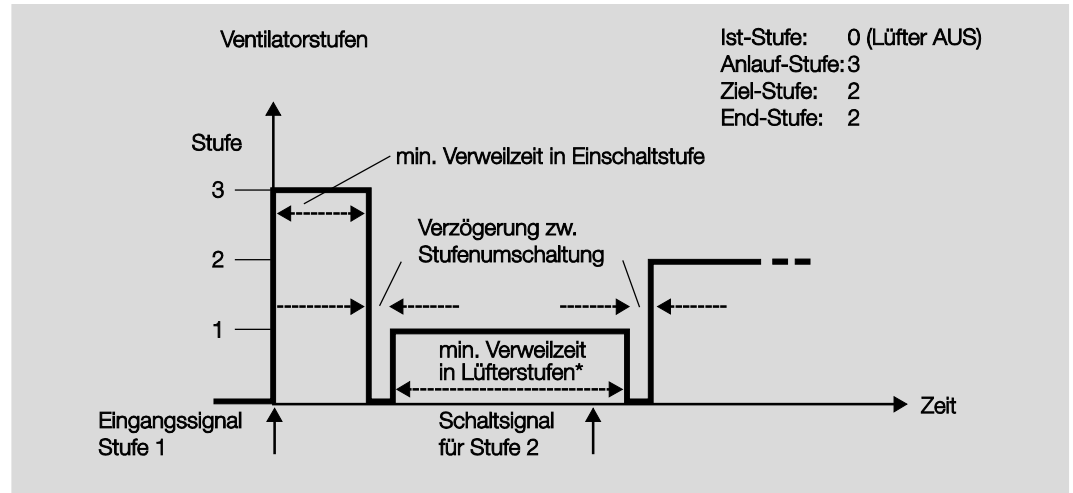 Ventilatorstufen
Ist-Stufe: 0 (Lüfter AUS)
Anlauf-Stufe: 3
Ziel-Stufe: 2
End-Stufe: 2
Stufe
min. Verweilzeit in Einschaltstufe
3
Verzögerung zw.
Stufenumschaltung
2
1
min. Verweilzeit
in Lüfterstufen*
Zeit
Eingangssignal
Stufe 1
Schaltsignal
für Stufe 2